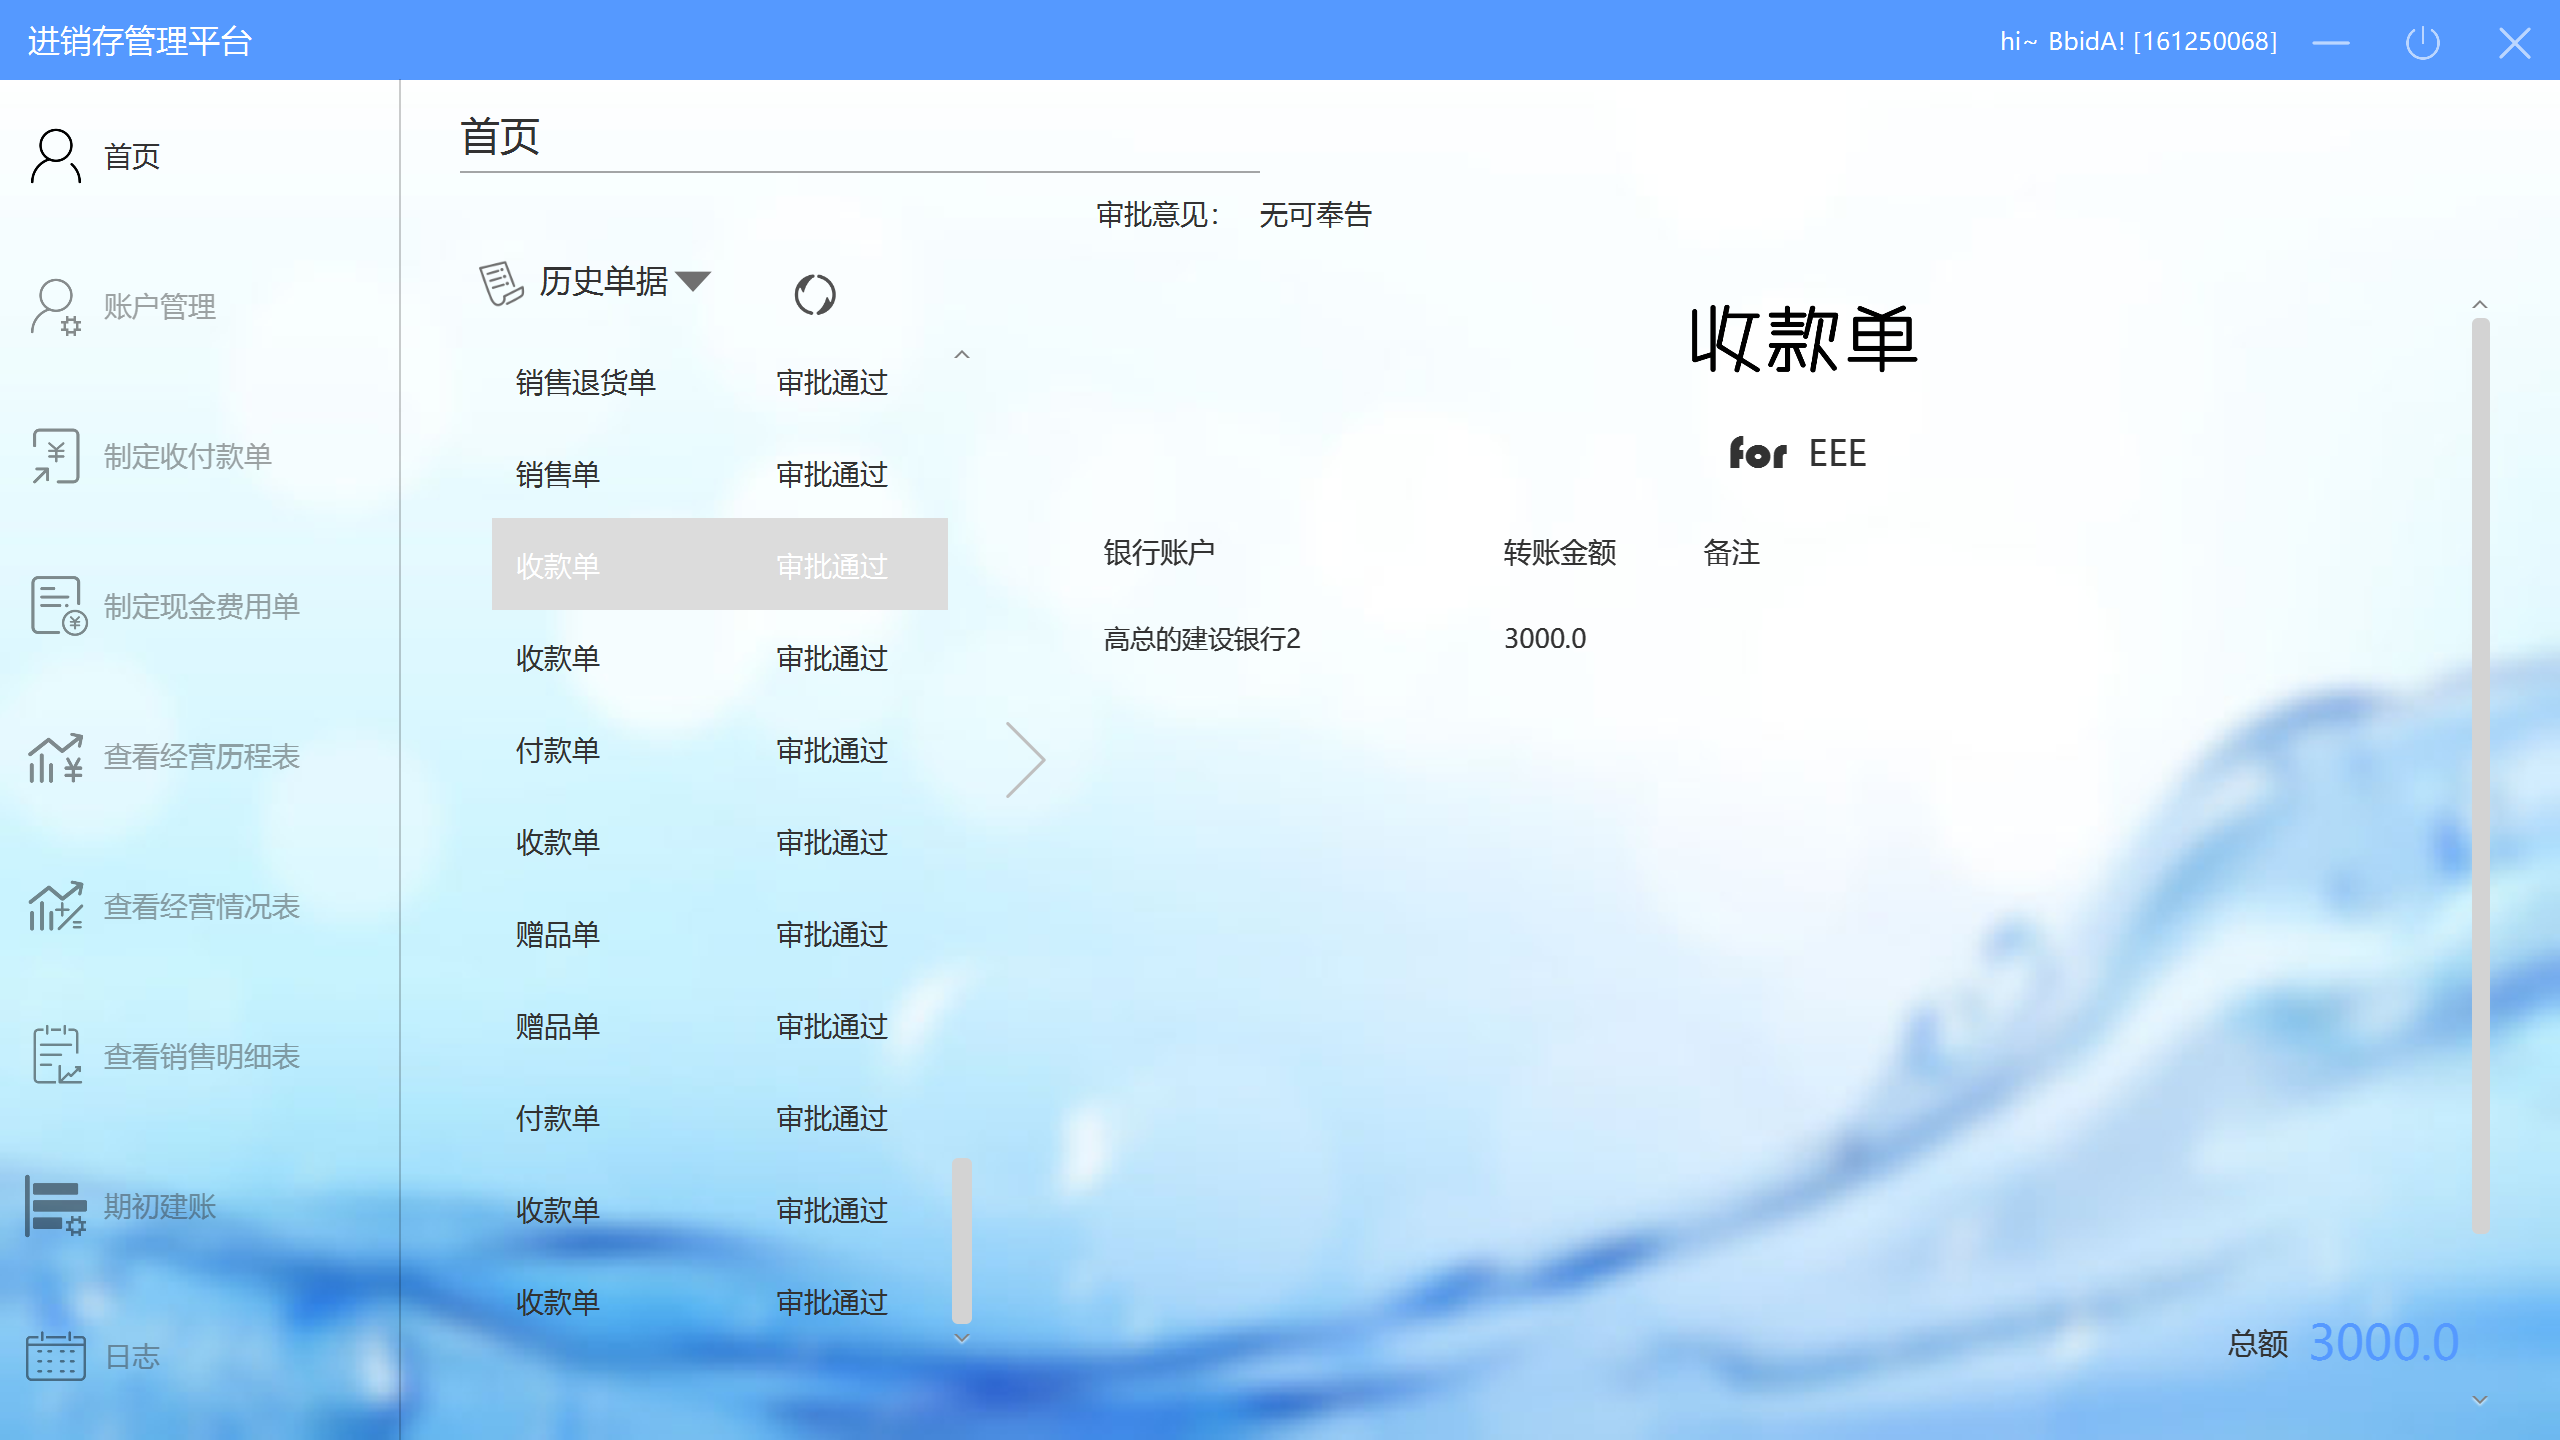 进销存管理平台
hi~ BbidA! [161250068]
首页
账户管理
制定收付款单
制定现金费用单
查看经营历程表
查看经营情况表
查看销售明细表
期初建账
日志
首页
审批意见： 无可奉告
历史单据
销售退货单 审批通过
销售单 审批通过
收款单 审批通过
收款单 审批通过
付款单 审批通过
收款单 审批通过
赠品单 审批通过
赠品单 审批通过
付款单 审批通过
收款单 审批通过
收款单 审批通过
收款单
for EEE
银行账户 转账金额 备注
高总的建设银行2 3000.0
总额 3000.0